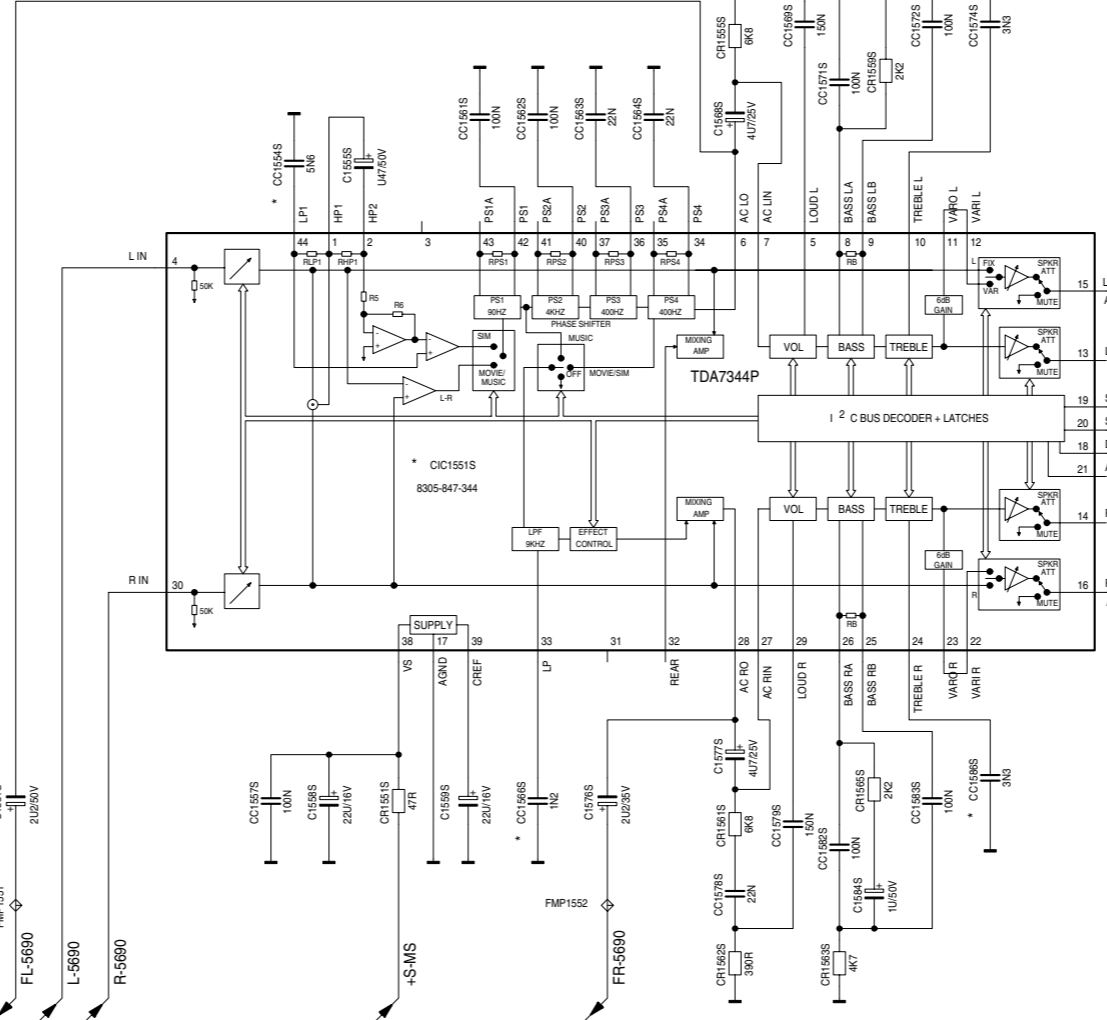 CR1555S
6K8
CC1569S
150N
CC1571S
100N
CR1559S
2K2
CC1572S
100N
CC1574S
3N3
C1568S
4U7/25V
+
* CC1554S
5N6
C1555S
U47/50V
+
CC1561S
100N
CC1562S
100N
CC1563S
22N
CC1564S
22N
LP1
HP1
HP2
PS1A
PS1
PS2A
PS2
PS3A
PS3
PS4A
PS4
AC LO
AC LIN
LOUD L
BASS LA
BASS LB
TREBLE L
VARO L
VARI L
44 1 2 3 43 42 41 40 37 36 35 34 6 7 5 8 9 10 11 12
RLP1 RHP1 RPS1 RPS2 RPS3 RPS4 RB
L IN 4
50K
R5
R6
PS1 90HZ
PS2 4KHZ
PS3 400HZ
PS4 400HZ
PHASE SHIFTER
SIM
MOVIE/ MUSIC
MUSIC
OFF
MOVIE/SIM
L-R
MIXING AMP
TDA7344P
VOL BASS TREBLE
6dB GAIN
L FIX
VAR
SPKR ATT
MUTE
15
SPKR ATT
MUTE
13
I 2 C BUS DECODER + LATCHES
19
20
18
21
* CIC1551S
8305-847-344
LPF 9KHZ
EFFECT CONTROL
MIXING AMP
VOL BASS TREBLE
SPKR ATT
MUTE
14
6dB GAIN
R
SPKR ATT
MUTE
16
R IN 30
50K
RB
SUPPLY
38 17 39 33 31 32 28 27 29 26 25 24 23 22
VS
AGND
CREF
LP
REAR
AC RO
AC RIN
LOUD R
BASS RA
BASS RB
TREBLE R
VARO R
VARI R
2U2/50V
+
CC1557S
100N
C1558S
22U/16V
+
CR1551S
47R
C1559S
22U/16V
+
* CC1566S
1N2
C1576S
2U2/35V
+
C1577S
4U7/25V
+
CR1561S
6K8
CC1578S
22N
CR1562S
390R
CC1579S
150N
CC1582S
100N
CR1565S
2K2
C1584S
1U/50V
+
CR1563S
4K7
CC1583S
100N
* CC1586S
3N3
FMP1552
FL-5690
L-5690
R-5690
+S-MS
FR-5690